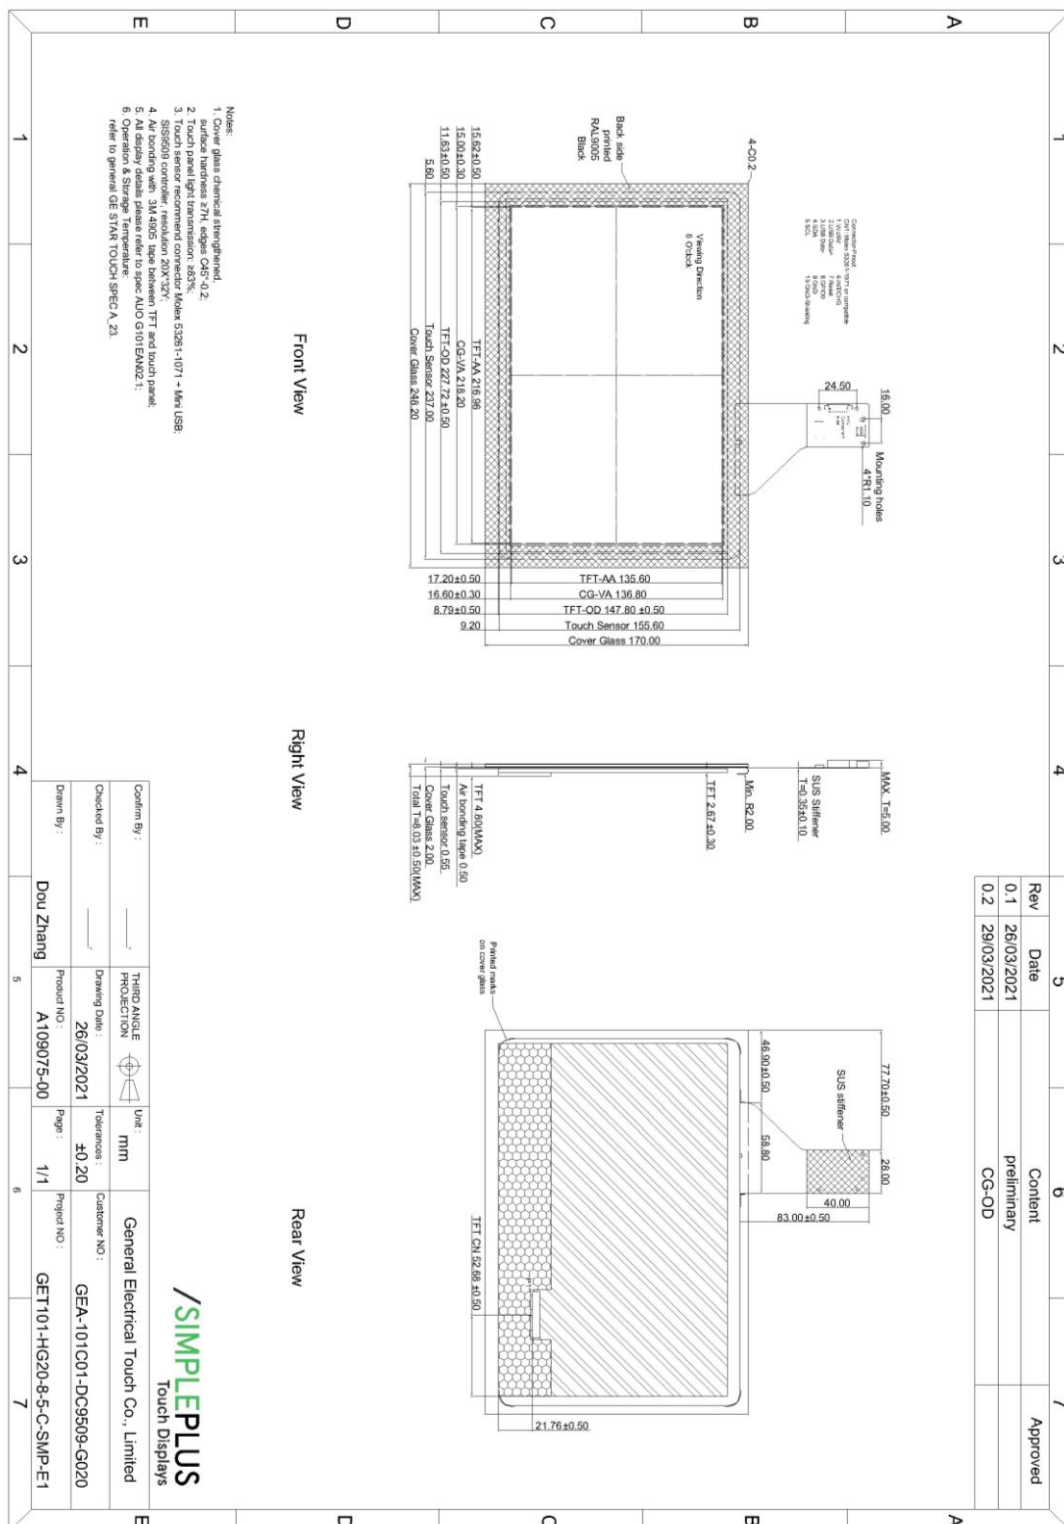 A
B
C
D
E
1
2
3
4
5
6
7
Rev Date Content Approved
0.1 26/03/2021 preliminary
0.2 29/03/2021 CG-OD
16.00
24.50
Mounting holes
4*R1.10
4-C0.2
Back side
printed
RAL9005
Black
Viewing Direction
6 O'clock
15.62±0.50
15.00±0.30
11.63±0.50
5.60
TFT-AA 216.96
CG-VA 218.20
TFT-OD 227.72 ±0.50
Touch Sensor 237.00
Cover Glass 248.20
17.20±0.50
16.60±0.30
8.79±0.50
9.20
TFT-AA 135.60
CG-VA 136.80
TFT-OD 147.80 ±0.50
Touch Sensor 155.60
Cover Glass 170.00
Front View
MAX. T=5.00
SUS Stiffener
T=0.35±0.10
Min. R2.00
TFT 2.67±0.30
TFT 4.80(MAX)
Air bonding tape 0.50
Touch sensor 0.55
Cover Glass 2.00
Total T=8.03 ±0.50(MAX)
Right View
77.70±0.50
28.00
SUS stiffener
40.00
83.00±0.50
46.90±0.50
58.80
Printed marks
on cover glass
TFT CN 52.68 ±0.50
21.76±0.50
Rear View
Notes:
1. Cover glass chemical strengthened,
surface hardness ≥7H, edges C45°-0.2;
2. Touch panel light transmission: ≥83%;
3. Touch sensor recommend connector Molex 53261-1071 + Mini USB;
SIS9509 controller, resolution 20X*32Y;
4. Air bonding with 3M 4905 tape between TFT and touch panel;
5. All display details please refer to spec AUO G101EAN02.1;
6. Operation & Storage Temperature:
refer to general GE STAR TOUCH SPEC A_23.
/SIMPLEPLUS
Touch Displays
Confirm By :
THIRD ANGLE
PROJECTION
Unit :
mm
General Electrical Touch Co., Limited
Checked By :
Drawing Date :
26/03/2021
Tolerances :
±0.20
Customer NO :
GEA-101C01-DC9509-G020
Drawn By :
Dou Zhang
Product NO :
A109075-00
Page :
1/1
Project NO :
GET101-HG20-8-5-C-SMP-E1